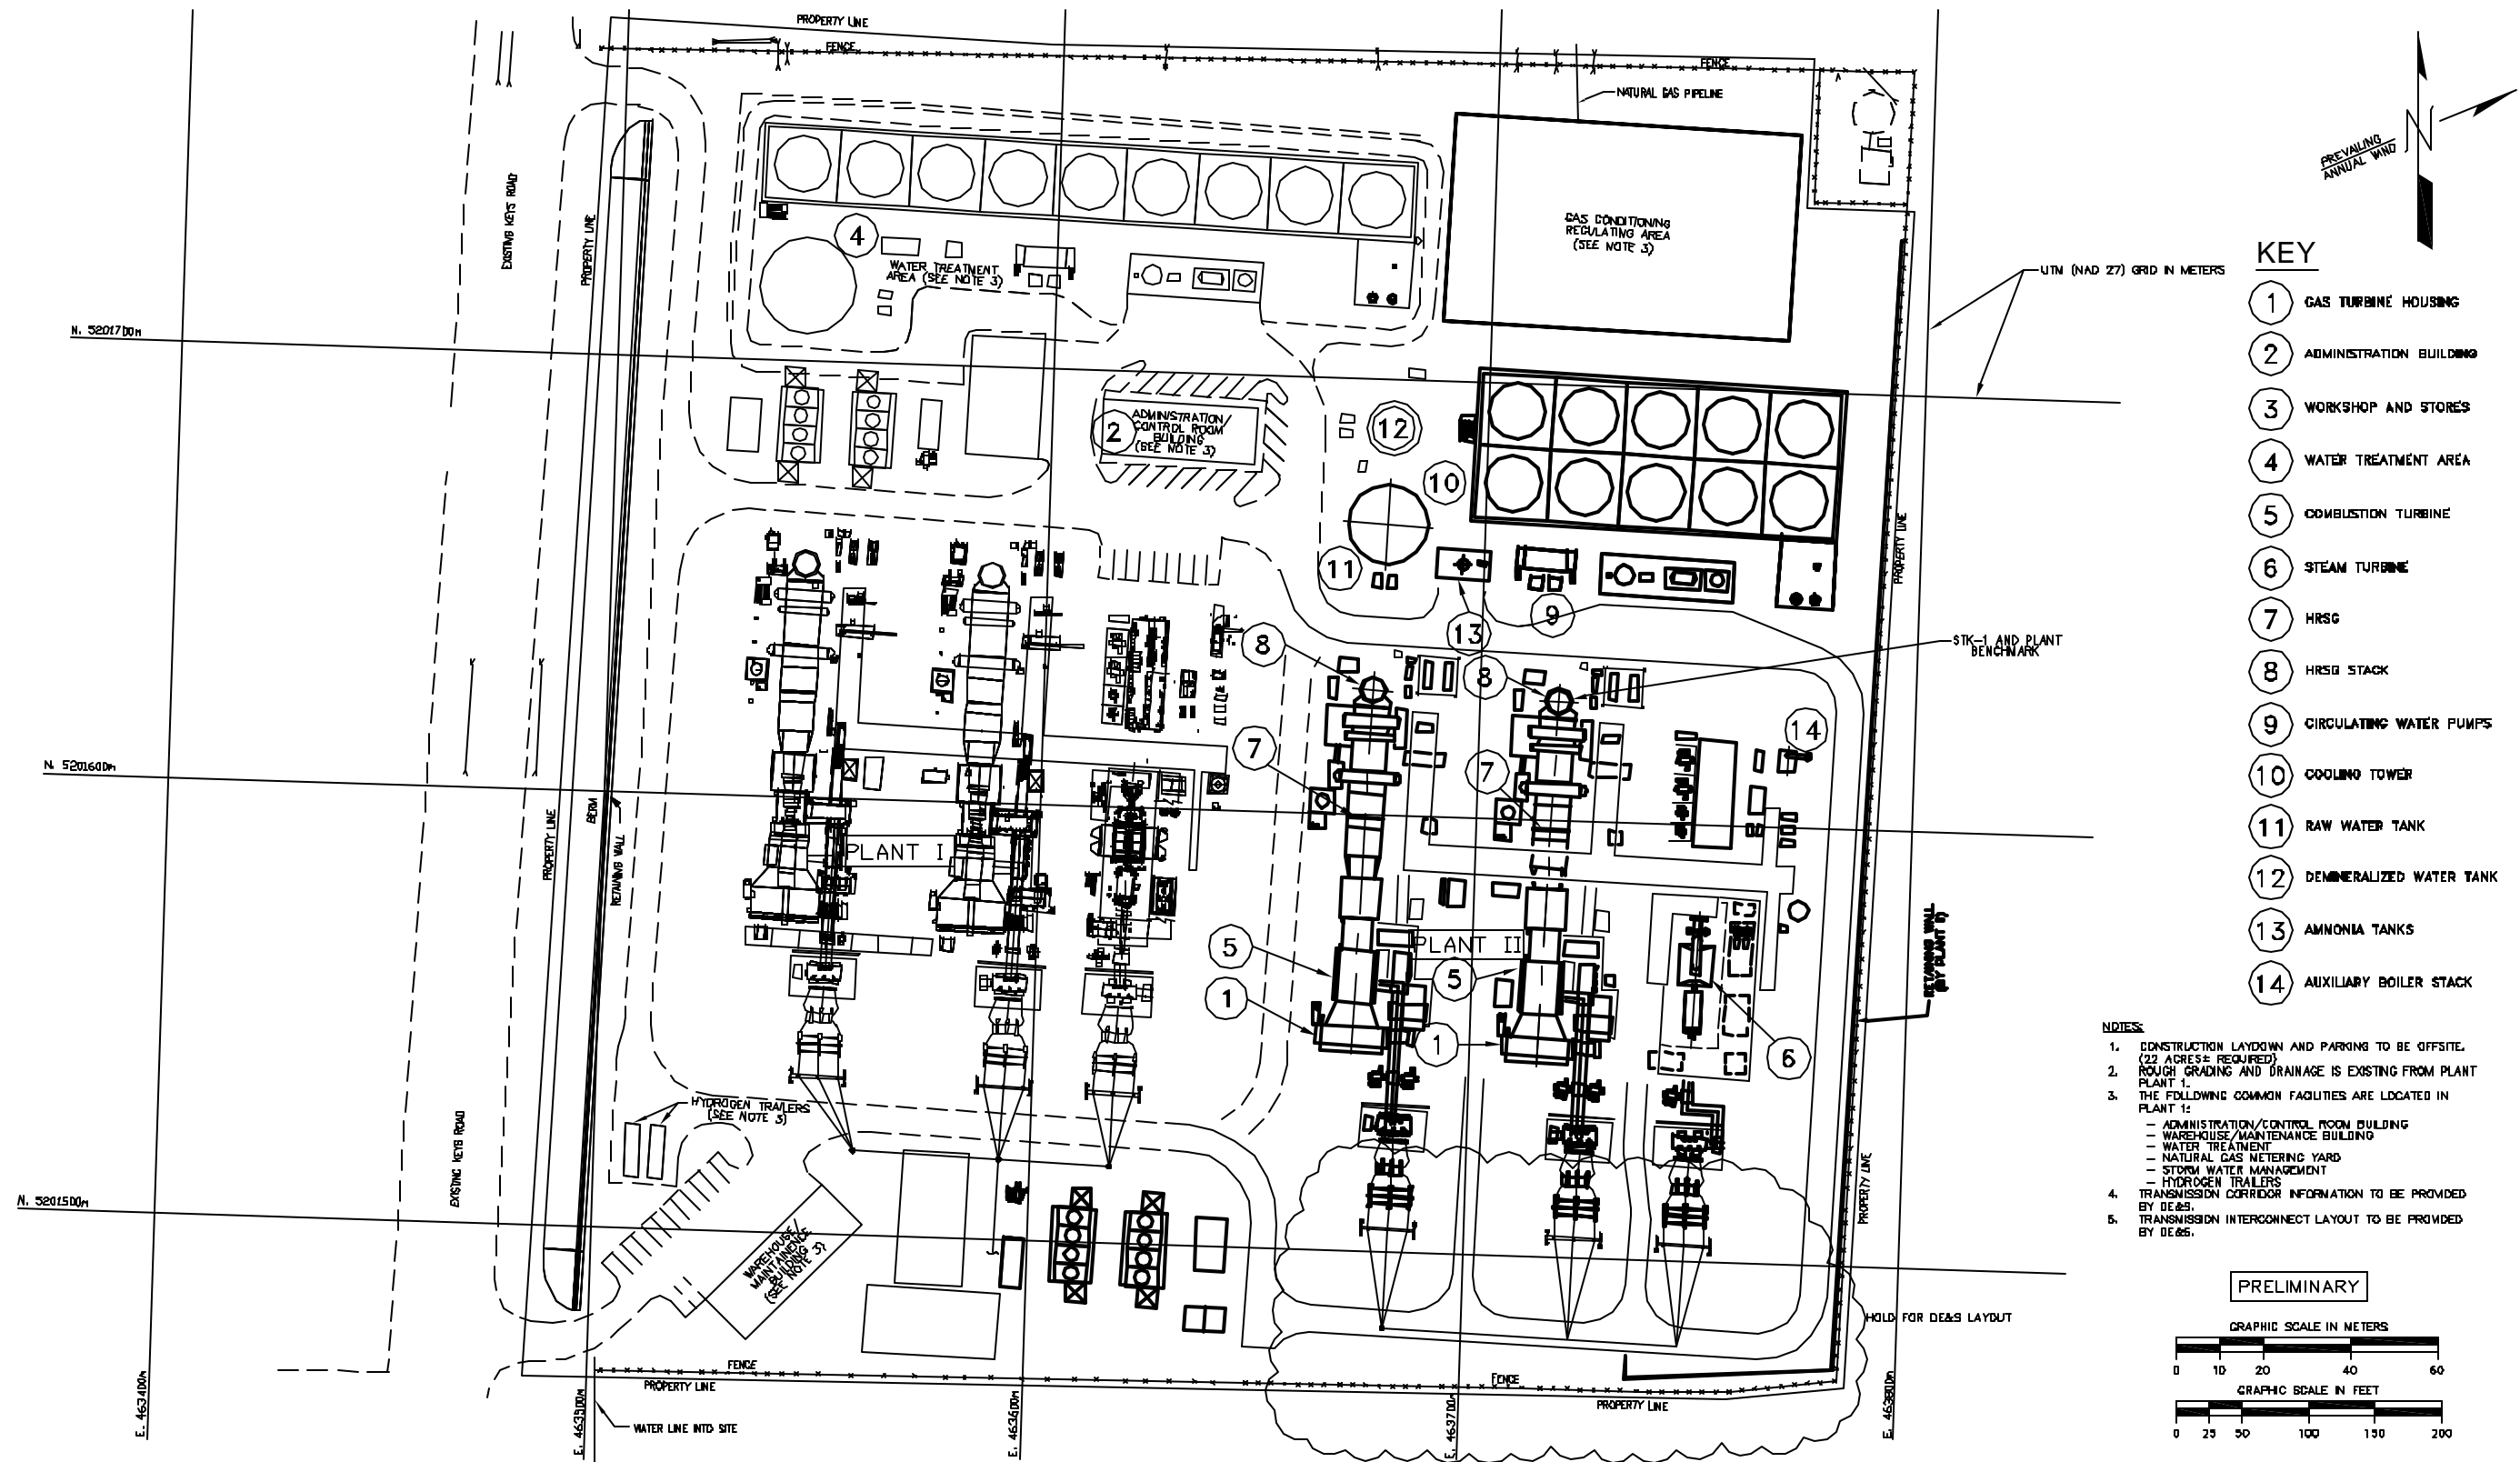 PROPERTY LINE
FENCE
FENCE
NATURAL GAS PIPELINE
PREVAILING
ANNUAL WIND
N
EXISTING KEYS ROAD
PROPERTY LINE
4
WATER TREATMENT
AREA (SEE NOTE 3)
GAS CONDITIONING
REGULATING AREA
(SEE NOTE 3)
UTM (NAD 27) GRID IN METERS
N. 5201700m
2
ADMINISTRATION/
CONTROL ROOM
BUILDING
(SEE NOTE 3)
12
10
11
13
9
PROPERTY LINE
STK-1 AND PLANT
BENCHMARK
8
8
7
7
14
N. 5201600m
PROPERTY LINE
BERM
RETAINING WALL
PLANT I
PLANT II
5
5
1
1
6
RETAINING WALL
(BY PLANT II)
HYDROGEN TRAILERS
(SEE NOTE 3)
EXISTING KEYS ROAD
N. 5201500m
WAREHOUSE/
MAINTAINENCE
BUILDING
(SEE NOTE 3)
PROPERTY LINE
HOLD FOR DE&S LAYOUT
FENCE
PROPERTY LINE
FENCE
PROPERTY LINE
WATER LINE INTO SITE
E. 463400m
E. 463500m
E. 463600m
E. 463700m
E. 463800m
KEY
1 GAS TURBINE HOUSING
2 ADMINISTRATION BUILDING
3 WORKSHOP AND STORES
4 WATER TREATMENT AREA
5 COMBUSTION TURBINE
6 STEAM TURBINE
7 HRSG
8 HRSG STACK
9 CIRCULATING WATER PUMPS
10 COOLING TOWER
11 RAW WATER TANK
12 DEMINERALIZED WATER TANK
13 AMMONIA TANKS
14 AUXILIARY BOILER STACK
NOTES:
1. CONSTRUCTION LAYDOWN AND PARKING TO BE OFFSITE.
(22 ACRES± REQUIRED)
2. ROUGH GRADING AND DRAINAGE IS EXISTING FROM PLANT
PLANT 1.
3. THE FOLLOWING COMMON FACILITIES ARE LOCATED IN
PLANT 1:
– ADMINISTRATION/CONTROL ROOM BUILDING
– WAREHOUSE/MAINTENANCE BUILDING
– WATER TREATMENT
– NATURAL GAS METERING YARD
– STORM WATER MANAGEMENT
– HYDROGEN TRAILERS
4. TRANSMISSION CORRIDOR INFORMATION TO BE PROVIDED
BY DE&S.
5. TRANSMISSION INTERCONNECT LAYOUT TO BE PROVIDED
BY DE&S.
PRELIMINARY
GRAPHIC SCALE IN METERS
0 10 20 40 60
GRAPHIC SCALE IN FEET
0 25 50 100 150 200